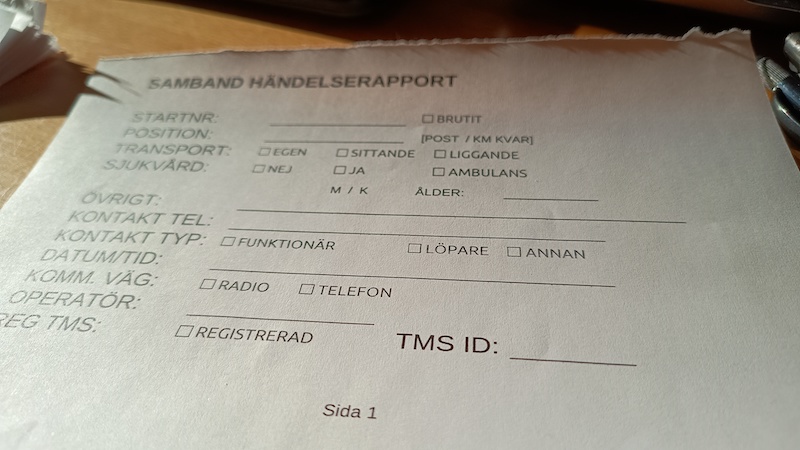 SAMBAND HÄNDELSERAPPORT
STARTNR: ☐ BRUTIT
POSITION: [POST / KM KVAR]
TRANSPORT: ☐ EGEN ☐ SITTANDE ☐ LIGGANDE
SJUKVÅRD: ☐ NEJ ☐ JA ☐ AMBULANS
M / K ÅLDER:
ÖVRIGT:
KONTAKT TEL:
KONTAKT TYP: ☐ FUNKTIONÄR ☐ LÖPARE ☐ ANNAN
DATUM/TID:
KOMM. VÄG: ☐ RADIO ☐ TELEFON
OPERATÖR:
REG TMS: ☐ REGISTRERAD TMS ID:
Sida 1